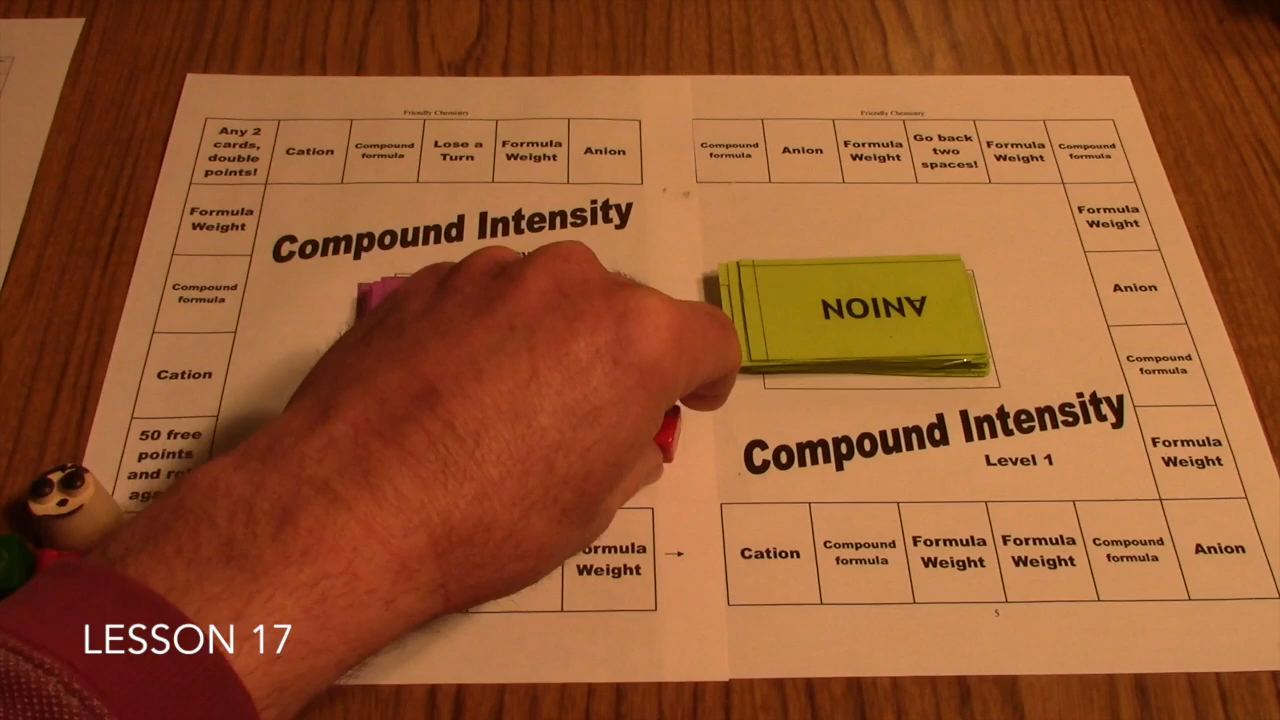 Friendly Chemistry
Any 2
cards,
double
points!
Cation
Compound
formula
Lose a
Turn
Formula
Weight
Anion
Formula
Weight
Compound
formula
Cation
50 free
points
and
Compound Intensity
Formula
Weight
Friendly Chemistry
Compound
formula
Anion
Formula
Weight
Go back
two
spaces!
Formula
Weight
Compound
formula
Formula
Weight
Anion
Compound
formula
Formula
Weight
ANION
Compound Intensity
Level 1
Cation
Compound
formula
Formula
Weight
Formula
Weight
Compound
formula
Anion
5
LESSON 17